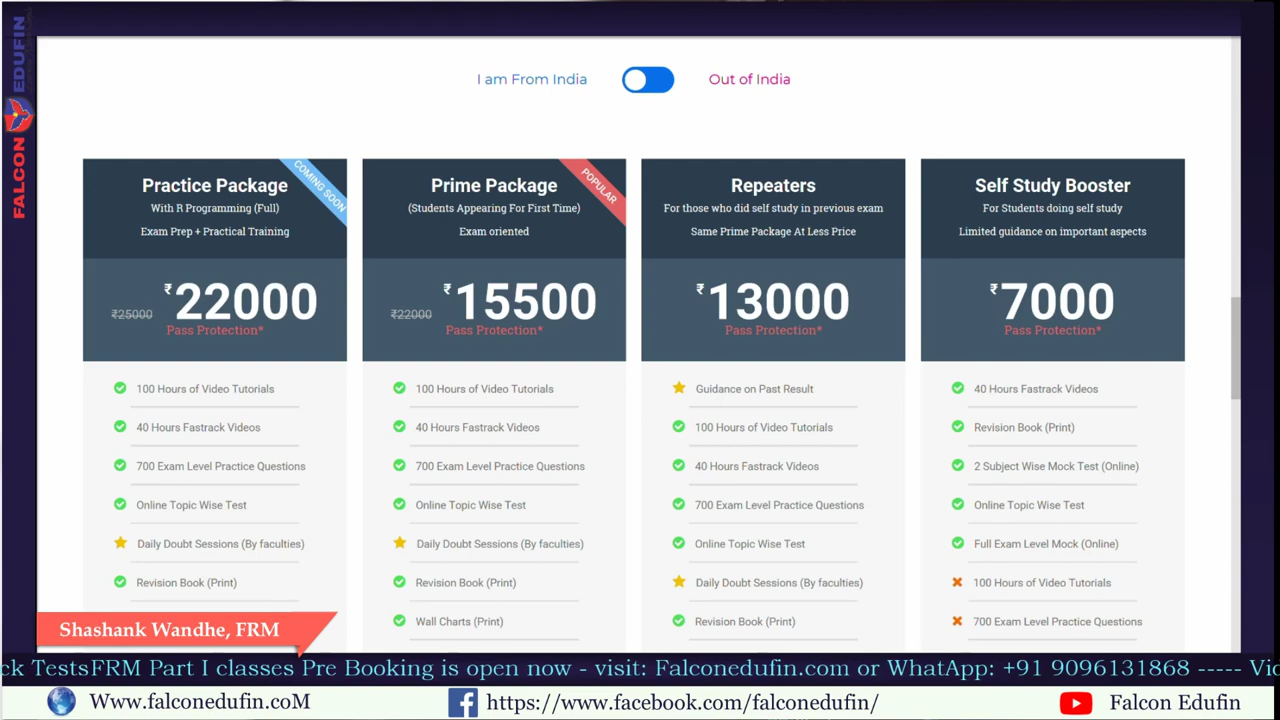 FALCON EDUFIN
I am From India
Out of India
Practice Package
With R Programming (Full)
Exam Prep + Practical Training
COMING SOON
₹25000
₹22000
Pass Protection*
100 Hours of Video Tutorials
40 Hours Fastrack Videos
700 Exam Level Practice Questions
Online Topic Wise Test
Daily Doubt Sessions (By faculties)
Revision Book (Print)
Prime Package
(Students Appearing For First Time)
Exam oriented
POPULAR
₹22000
₹15500
Pass Protection*
100 Hours of Video Tutorials
40 Hours Fastrack Videos
700 Exam Level Practice Questions
Online Topic Wise Test
Daily Doubt Sessions (By faculties)
Revision Book (Print)
Wall Charts (Print)
Repeaters
For those who did self study in previous exam
Same Prime Package At Less Price
₹13000
Pass Protection*
Guidance on Past Result
100 Hours of Video Tutorials
40 Hours Fastrack Videos
700 Exam Level Practice Questions
Online Topic Wise Test
Daily Doubt Sessions (By faculties)
Revision Book (Print)
Self Study Booster
For Students doing self study
Limited guidance on important aspects
₹7000
Pass Protection*
40 Hours Fastrack Videos
Revision Book (Print)
2 Subject Wise Mock Test (Online)
Online Topic Wise Test
Full Exam Level Mock (Online)
100 Hours of Video Tutorials
700 Exam Level Practice Questions
Shashank Wandhe, FRM
ck TestsFRM Part I classes Pre Booking is open now - visit: Falconedufin.com or WhatApp: +91 9096131868 ----- Vid
Www.falconedufin.coM
https://www.facebook.com/falconedufin/
Falcon Edufin